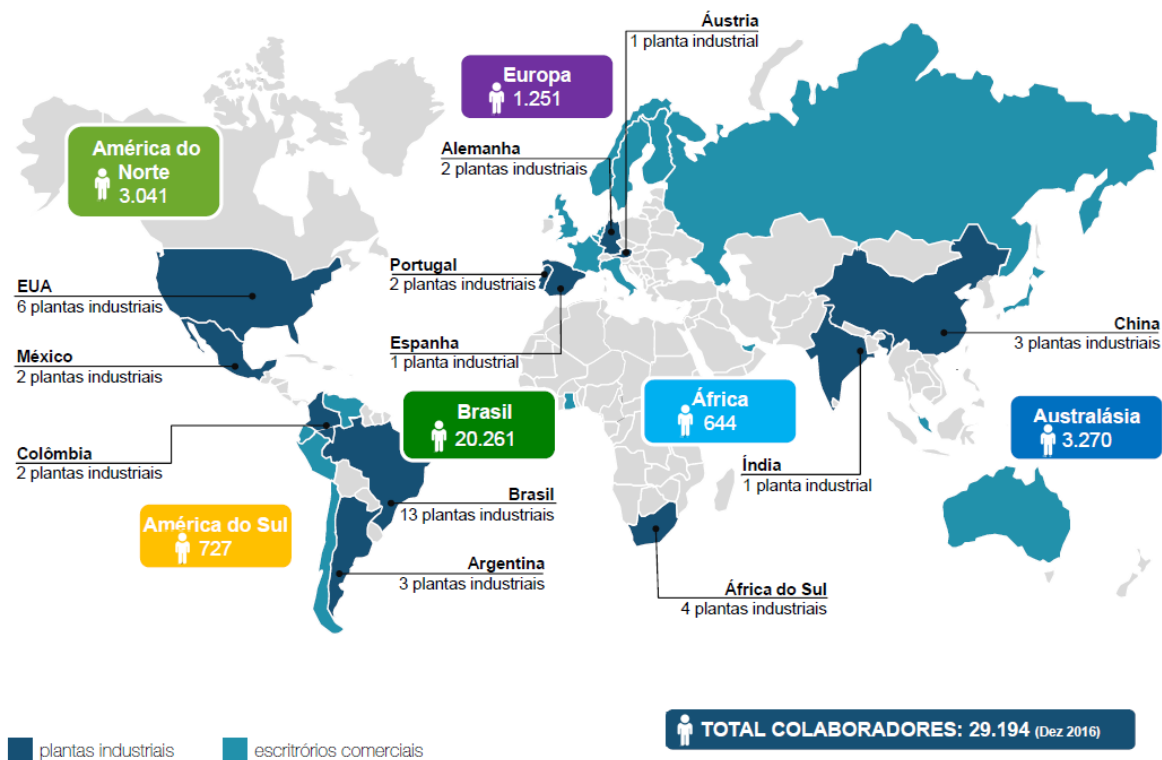 Áustria
1 planta industrial
Europa
1.251
América do
Norte
3.041
Alemanha
2 plantas industriais
Portugal
2 plantas industriais
EUA
6 plantas industriais
Espanha
1 planta industrial
China
3 plantas industriais
México
2 plantas industriais
Brasil
20.261
África
644
Australásia
3.270
Colômbia
2 plantas industriais
Índia
1 planta industrial
Brasil
13 plantas industriais
América do Sul
727
Argentina
3 plantas industriais
África do Sul
4 plantas industriais
TOTAL COLABORADORES: 29.194 (Dez 2016)
plantas industriais
escritrórios comerciais